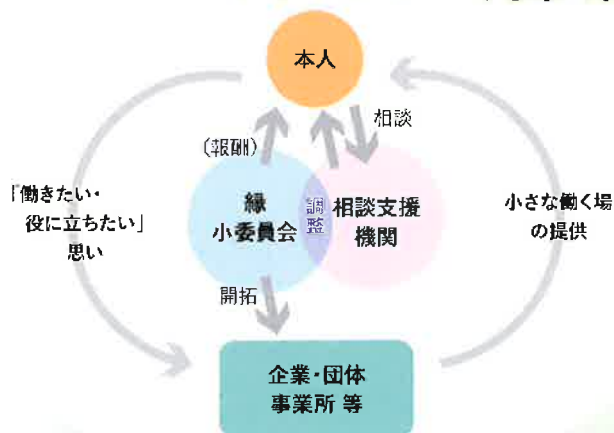 本人
相談
(報酬)
「働きたい・
役に立ちたい」
思い
縁
小委員会
調整
相談支援
機関
小さな働く場
の提供
開拓
企業・団体
事業所 等